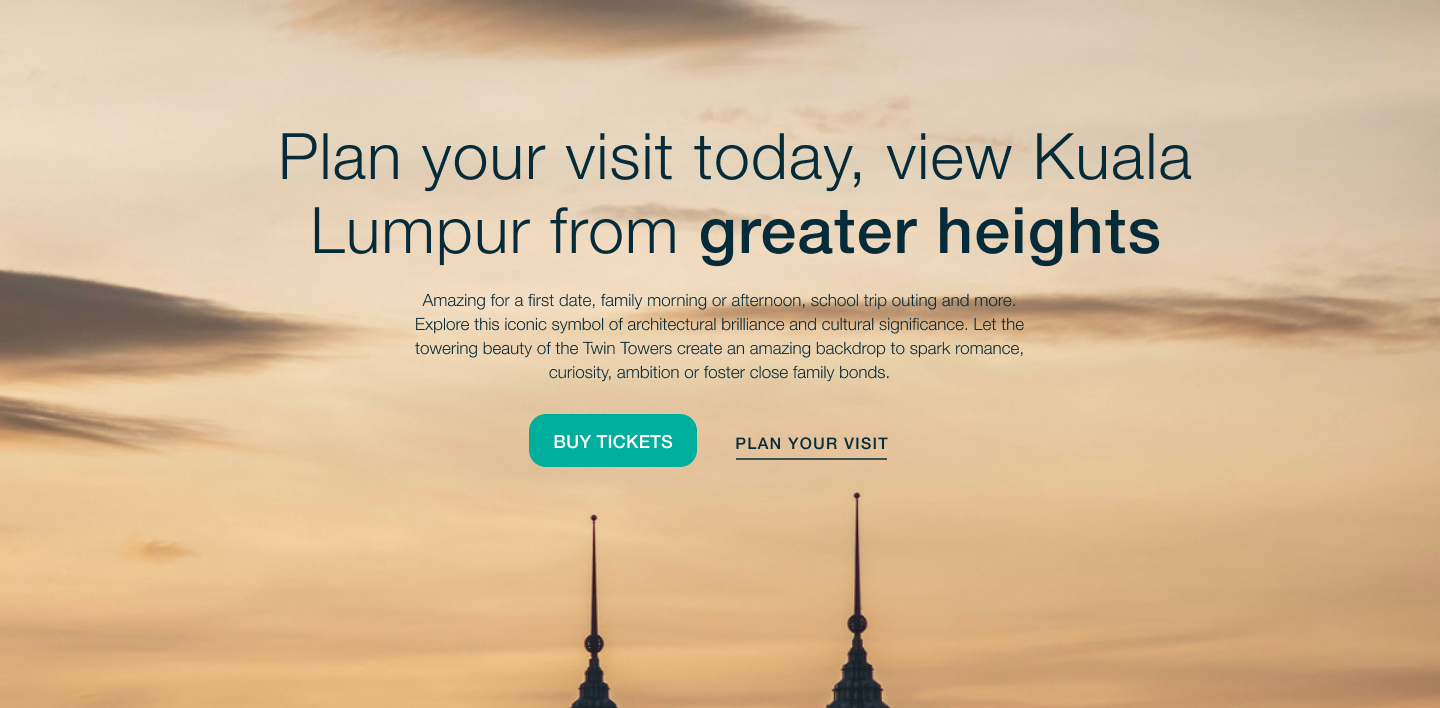 Plan your visit today, view Kuala
Lumpur from greater heights
Amazing for a first date, family morning or afternoon, school trip outing and more.
Explore this iconic symbol of architectural brilliance and cultural significance. Let the
towering beauty of the Twin Towers create an amazing backdrop to spark romance,
curiosity, ambition or foster close family bonds.
BUY TICKETS
PLAN YOUR VISIT